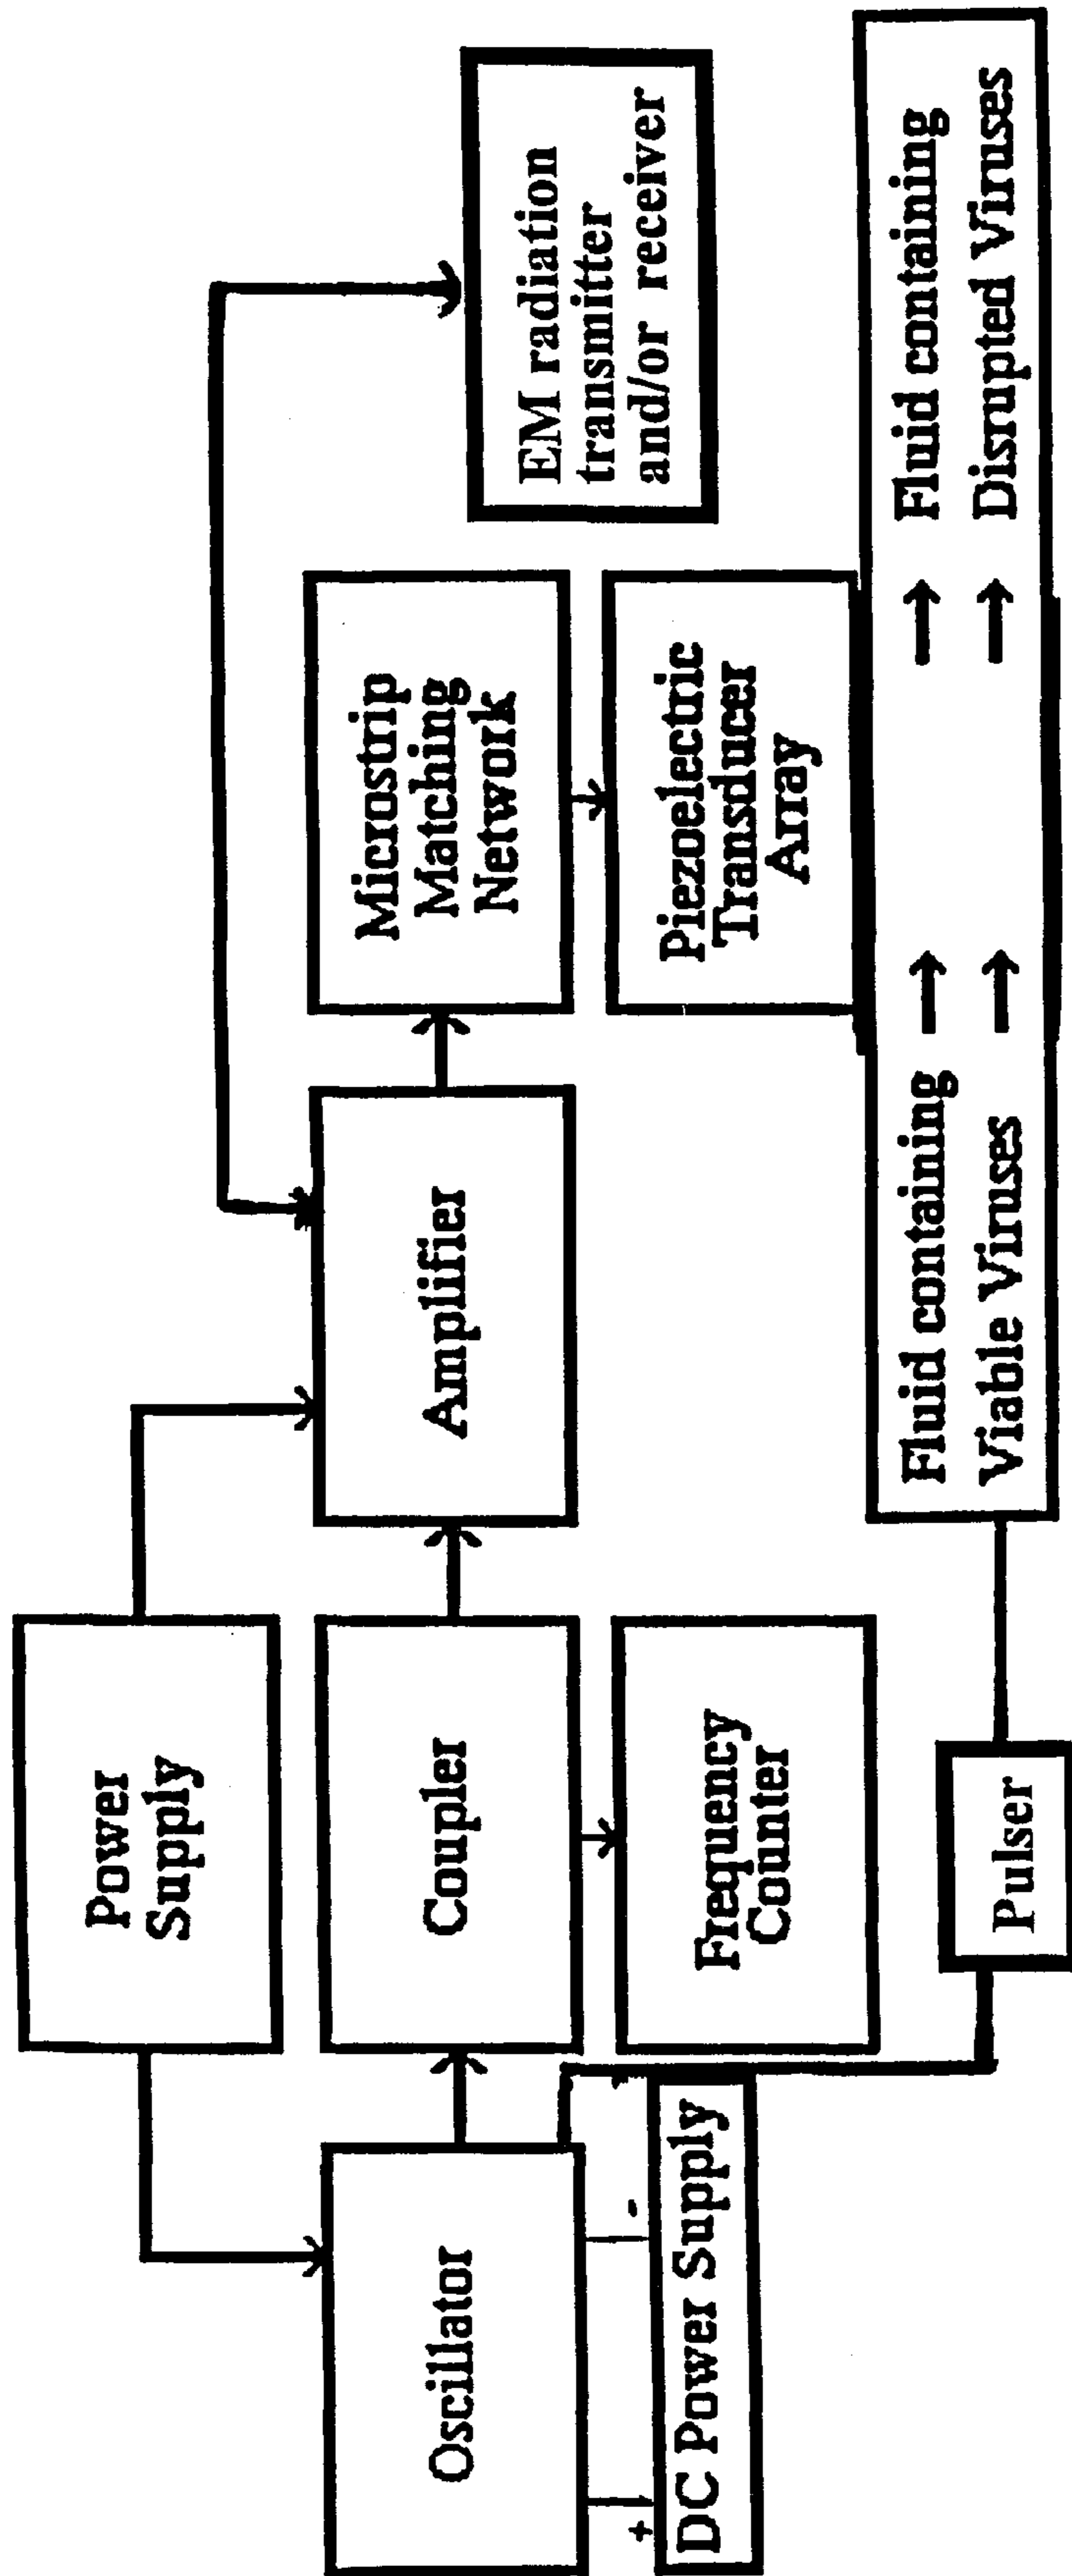 Power
Supply
Oscillator
Coupler
Amplifier
Microstrip
Matching
Network
EM radiation
transmitter
and/or receiver
+
-
DC Power Supply
Frequency
Counter
Piezoelectric
Transducer
Array
Pulser
Fluid containing
Viable Viruses
Fluid containing
Disrupted Viruses